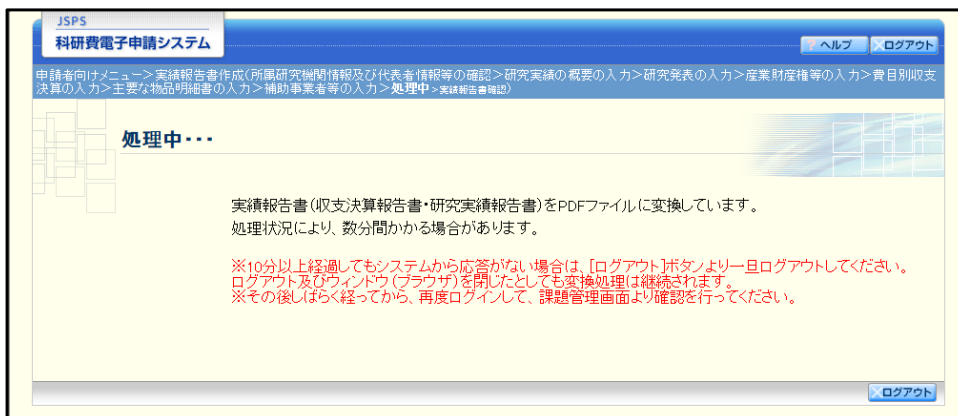 JSPS
科研費電子申請システム
ヘルプ
ログアウト
申請者向けメニュー＞実績報告書作成（所属研究機関情報及び代表者情報等の確認＞研究実績の概要の入力＞研究発表の入力＞産業財産権等の入力＞費目別収支
決算の入力＞主要な物品明細書の入力＞補助事業者等の入力＞処理中＞実績報告書確認）
処理中・・・
実績報告書（収支決算報告書・研究実績報告書）をPDFファイルに変換しています。
処理状況により、数分間かかる場合があります。
※10分以上経過してもシステムから応答がない場合は、［ログアウト］ボタンより一旦ログアウトしてください。
ログアウト及びウィンドウ（ブラウザ）を閉じたとしても変換処理は継続されます。
※その後しばらく経ってから、再度ログインして、課題管理画面より確認を行ってください。
ログアウト